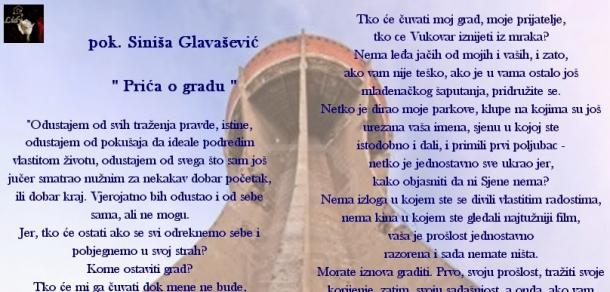 pok. Siniša Glavašević
" Prića o gradu "
"Odustajem od svih traženja pravde, istine,
odustajem od pokušaja da ideale podredim
vlastitom životu, odustajem od svega što sam još
jučer smatrao nužnim za nekakav dobar početak,
ili dobar kraj. Vjerojatno bih odustao i od sebe
sama, ali ne mogu.
Jer, tko će ostati ako se svi odreknemo sebe i
pobjegnemo u svoj strah?
Kome ostaviti grad?
Tko će mi ga čuvati dok mene ne bude,
Tko će čuvati moj grad, moje prijatelje,
tko ce Vukovar iznijeti iz mraka?
Nema leđa jačih od mojih i vaših, i zato,
ako vam nije teško, ako je u vama ostalo još
mladenačkog šaputanja, pridružite se.
Netko je dirao moje parkove, klupe na kojima su još
urezana vaša imena, sjenu u kojoj ste
istodobno i dali, i primili prvi poljubac -
netko je jednostavno sve ukrao jer,
kako objasniti da ni Sjene nema?
Nema izloga u kojem ste se divili vlastitim radostima,
nema kina u kojem ste gledali najtužniji film,
vaša je prošlost jednostavno
razorena i sada nemate ništa.
Morate iznova graditi. Prvo, svoju prošlost, tražiti svoje
korijenje, zatim, svoju sadašnjost, a onda, ako vam